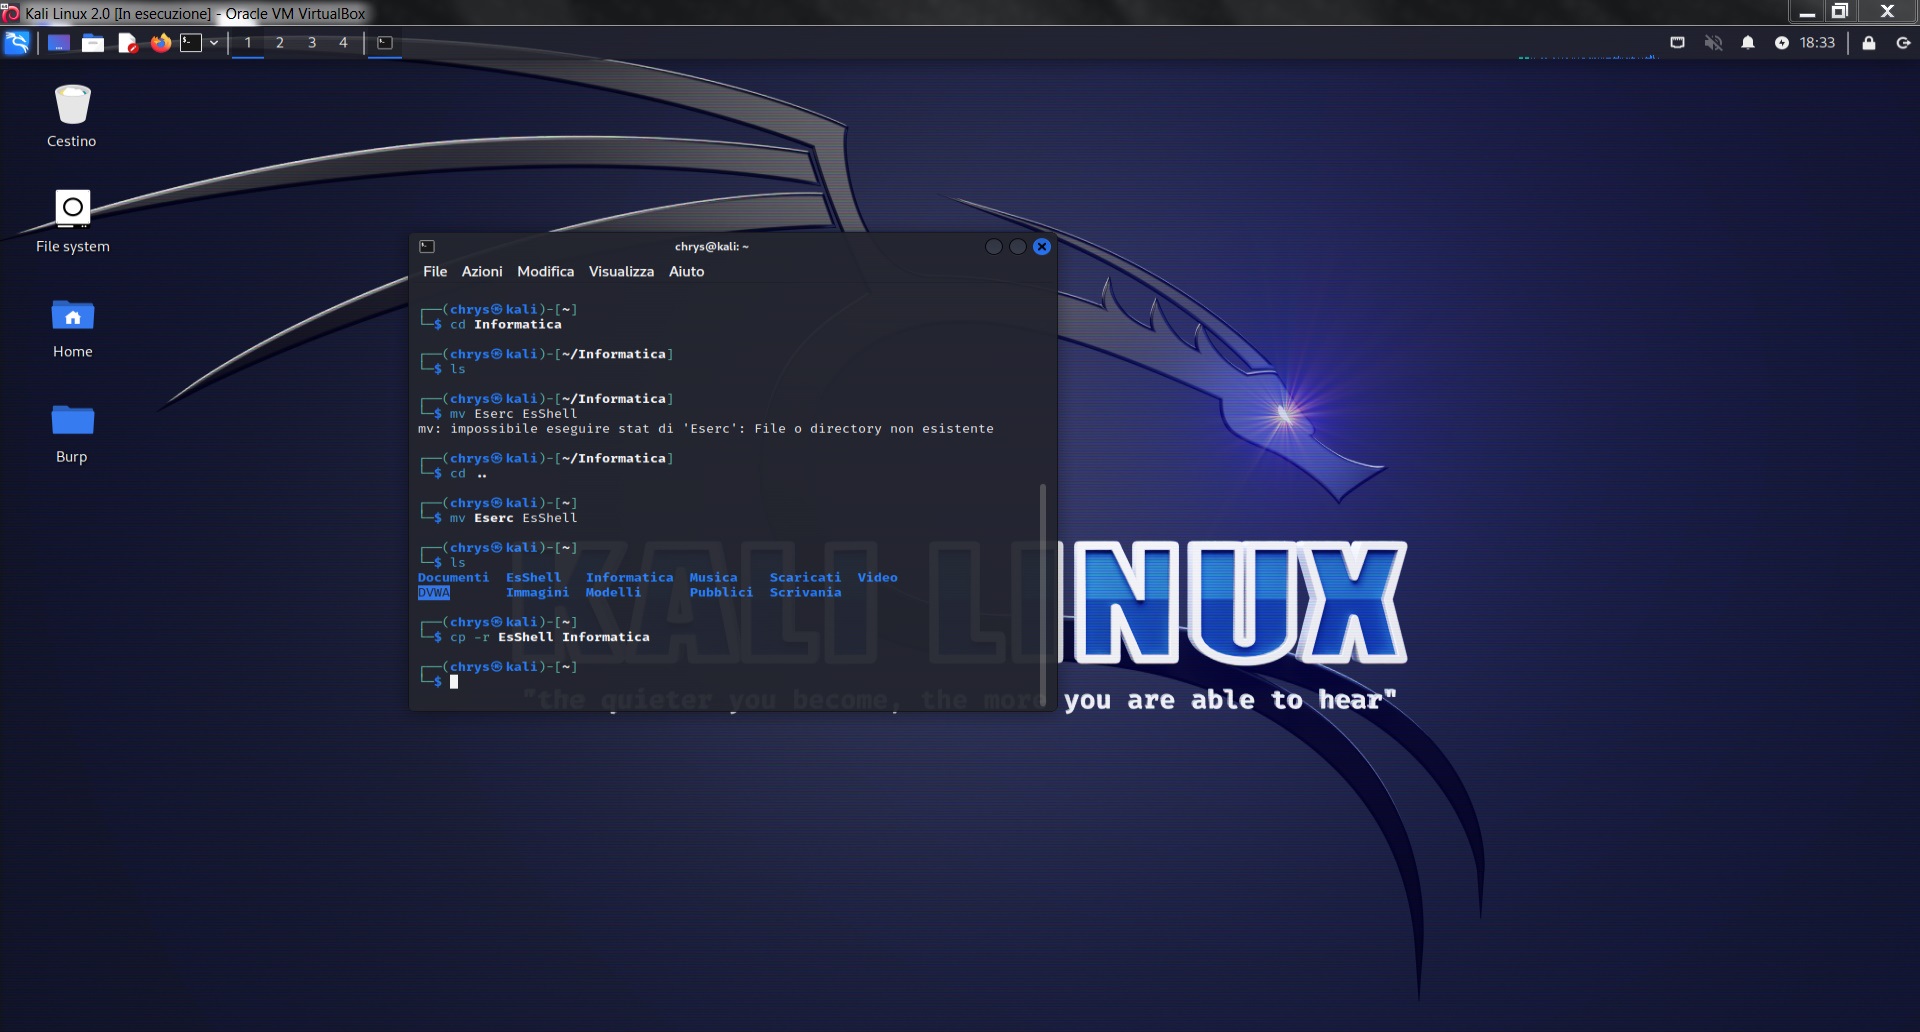 Kali Linux 2.0 [In esecuzione] - Oracle VM VirtualBox
1 2 3 4
18:33
Cestino
File system
Home
Burp
chrys@kali: ~
File Azioni Modifica Visualizza Aiuto
┌──(chrys㉿kali)-[~]
└─$ cd Informatica
┌──(chrys㉿kali)-[~/Informatica]
└─$ ls
┌──(chrys㉿kali)-[~/Informatica]
└─$ mv Eserc EsShell
mv: impossibile eseguire stat di 'Eserc': File o directory non esistente
┌──(chrys㉿kali)-[~/Informatica]
└─$ cd ..
┌──(chrys㉿kali)-[~]
└─$ mv Eserc EsShell
┌──(chrys㉿kali)-[~]
└─$ ls
Documenti EsShell Informatica Musica Scaricati Video
DVWA Immagini Modelli Pubblici Scrivania
┌──(chrys㉿kali)-[~]
└─$ cp -r EsShell Informatica
┌──(chrys㉿kali)-[~]
└─$
KALI LINUX
"the quieter you become, the more you are able to hear"